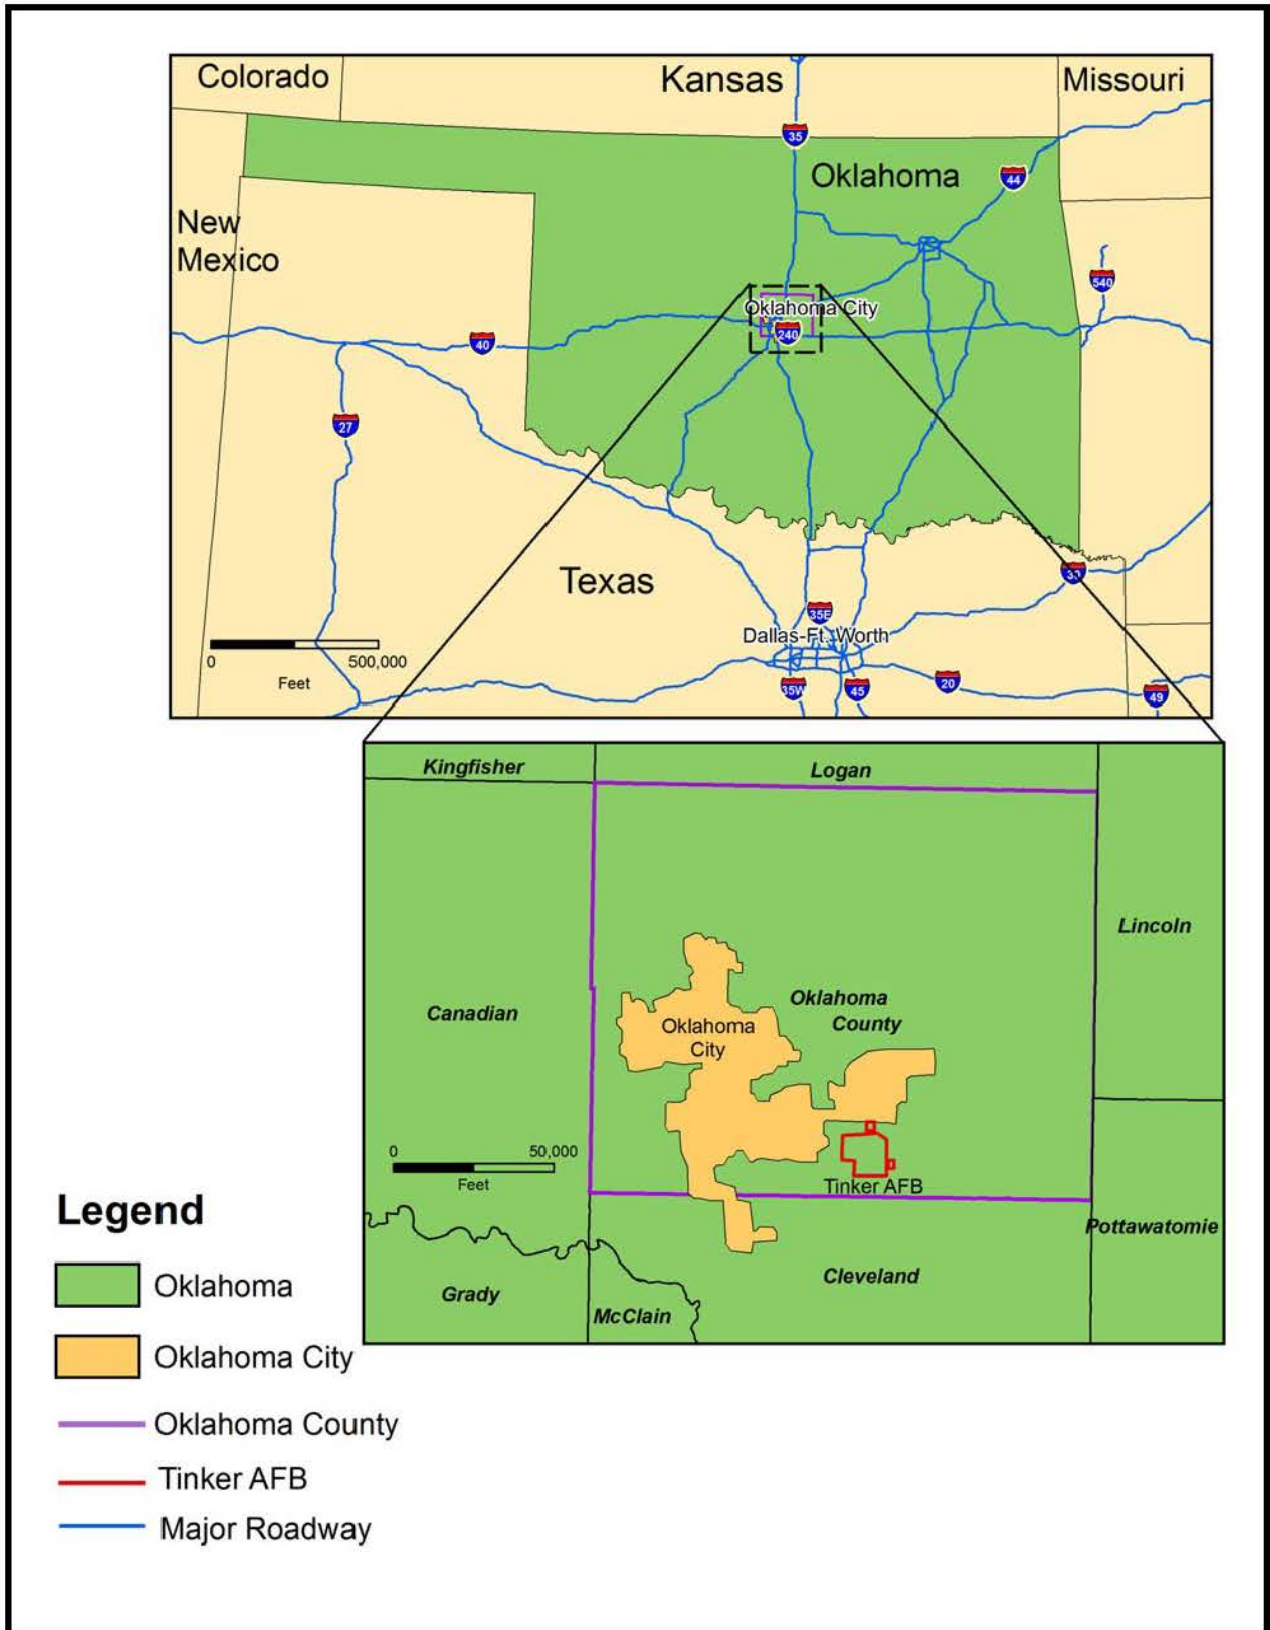 Colorado
Kansas
Missouri
35
Oklahoma
44
New
Mexico
540
Oklahoma City
240
40
27
Texas
30
35E
Dallas-Ft. Worth
0
500,000
Feet
35W
45
20
49
Kingfisher
Logan
Lincoln
Canadian
Oklahoma
County
Oklahoma
City
0
50,000
Feet
Tinker AFB
Pottawatomie
Cleveland
Grady
McClain
Legend
Oklahoma
Oklahoma City
Oklahoma County
Tinker AFB
Major Roadway